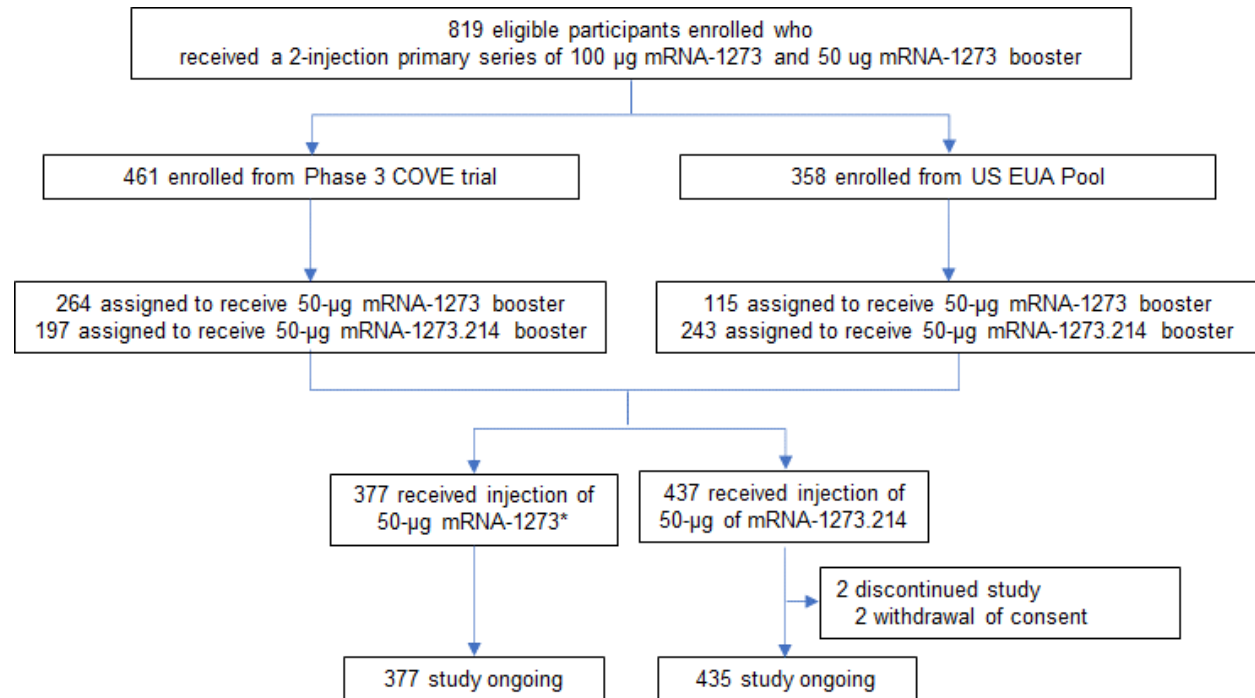 819 eligible participants enrolled who
received a 2-injection primary series of 100 µg mRNA-1273 and 50 ug mRNA-1273 booster
461 enrolled from Phase 3 COVE trial
358 enrolled from US EUA Pool
264 assigned to receive 50-µg mRNA-1273 booster
197 assigned to receive 50-µg mRNA-1273.214 booster
115 assigned to receive 50-µg mRNA-1273 booster
243 assigned to receive 50-µg mRNA-1273.214 booster
377 received injection of
50-µg mRNA-1273*
437 received injection of
50-µg of mRNA-1273.214
2 discontinued study
2 withdrawal of consent
377 study ongoing
435 study ongoing